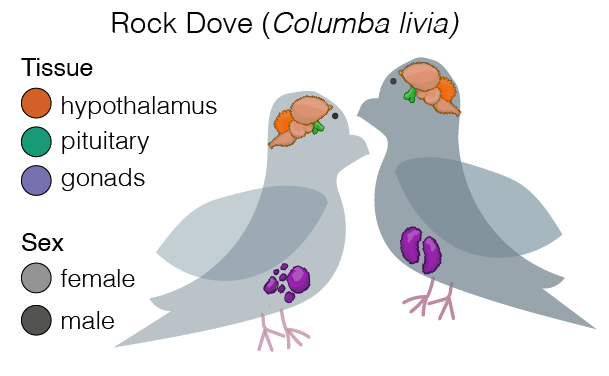 Rock Dove (Columba livia)
Tissue
hypothalamus
pituitary
gonads
Sex
female
male